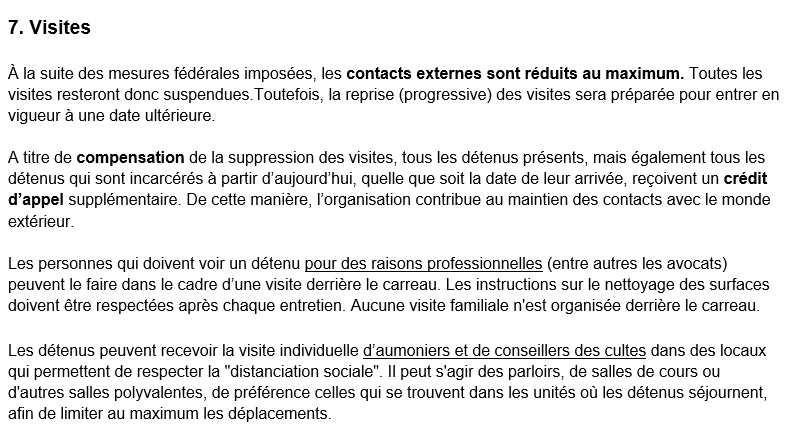 7. Visites
À la suite des mesures fédérales imposées, les contacts externes sont réduits au maximum. Toutes les
visites resteront donc suspendues.Toutefois, la reprise (progressive) des visites sera préparée pour entrer en
vigueur à une date ultérieure.
A titre de compensation de la suppression des visites, tous les détenus présents, mais également tous les
détenus qui sont incarcérés à partir d’aujourd’hui, quelle que soit la date de leur arrivée, reçoivent un crédit
d’appel supplémentaire. De cette manière, l’organisation contribue au maintien des contacts avec le monde
extérieur.
Les personnes qui doivent voir un détenu pour des raisons professionnelles (entre autres les avocats)
peuvent le faire dans le cadre d’une visite derrière le carreau. Les instructions sur le nettoyage des surfaces
doivent être respectées après chaque entretien. Aucune visite familiale n'est organisée derrière le carreau.
Les détenus peuvent recevoir la visite individuelle d’aumoniers et de conseillers des cultes dans des locaux
qui permettent de respecter la "distanciation sociale". Il peut s'agir des parloirs, de salles de cours ou
d'autres salles polyvalentes, de préférence celles qui se trouvent dans les unités où les détenus séjournent,
afin de limiter au maximum les déplacements.